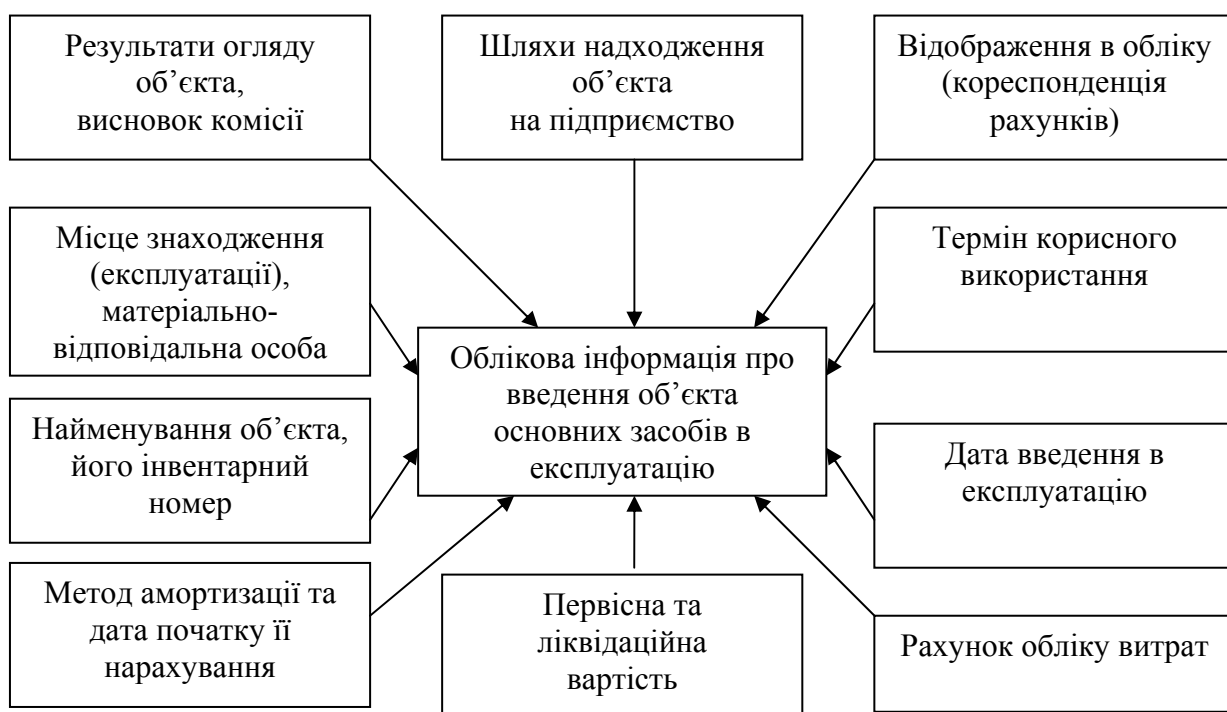 Результати огляду
об’єкта,
висновок комісії
Шляхи надходження
об’єкта
на підприємство
Відображення в обліку
(кореспонденція
рахунків)
Місце знаходження
(експлуатації),
матеріально-
відповідальна особа
Термін корисного
використання
Облікова інформація про
введення об’єкта
основних засобів в
експлуатацію
Найменування об’єкта,
його інвентарний
номер
Дата введення в
експлуатацію
Метод амортизації та
дата початку її
нарахування
Первісна та
ліквідаційна
вартість
Рахунок обліку витрат